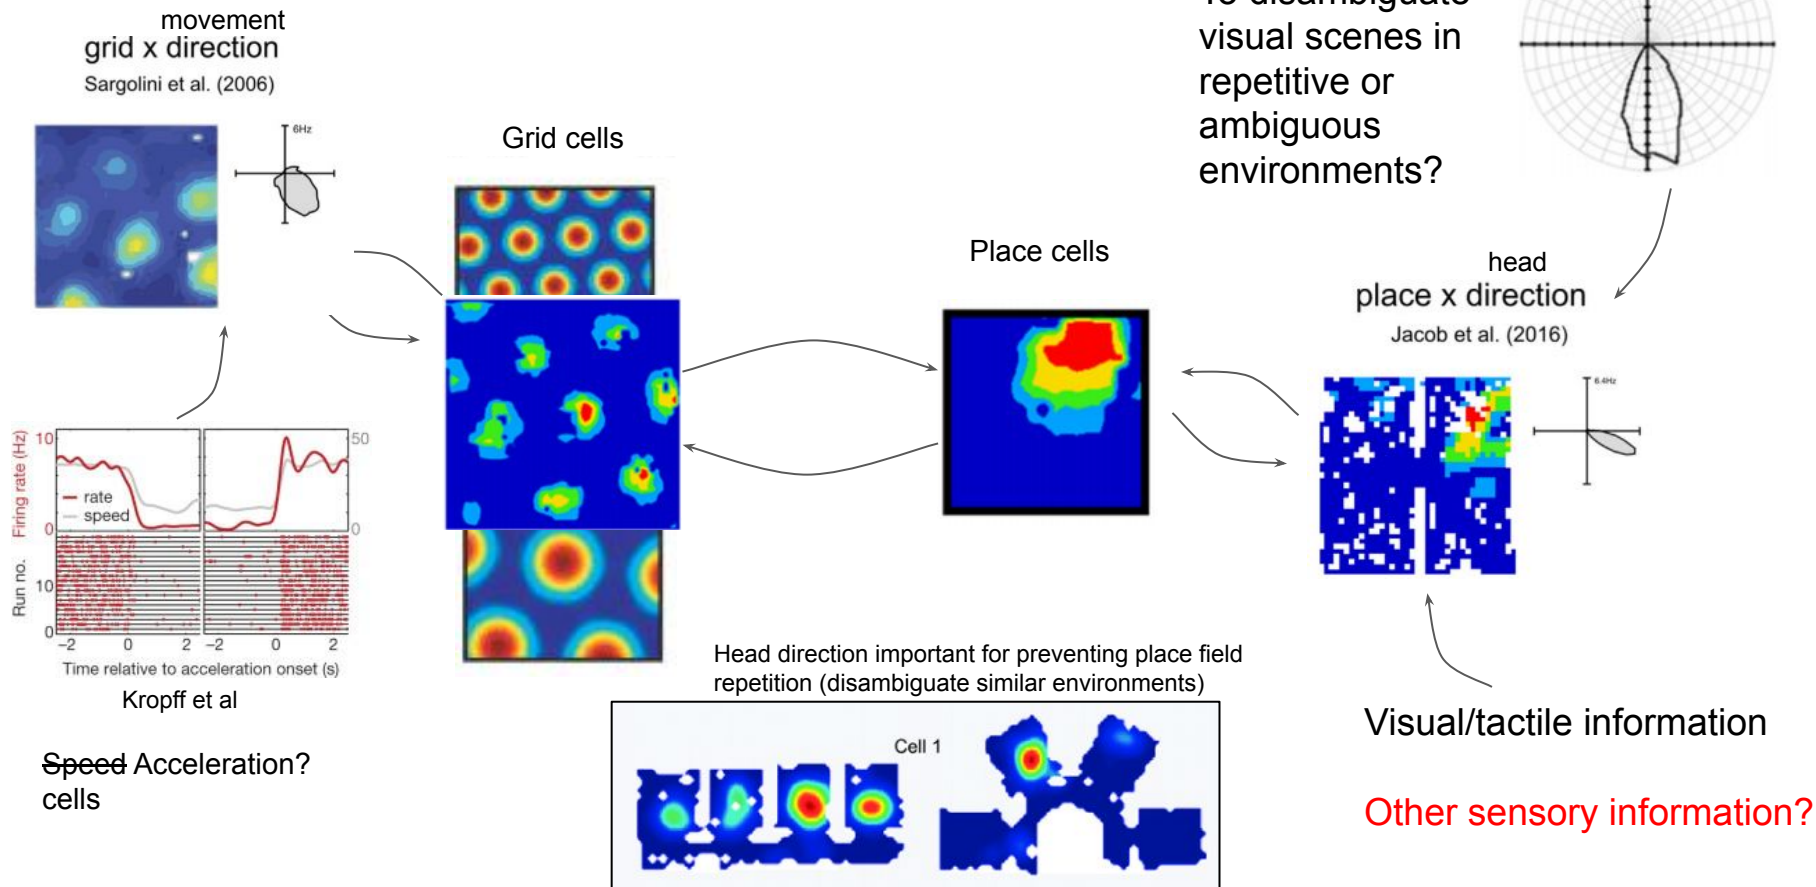 movement
grid x direction
Sargolini et al. (2006)
6Hz
Grid cells
To disambiguate
visual scenes in
repetitive or
ambiguous
environments?
Place cells
head
place x direction
Jacob et al. (2016)
6.4Hz
10
0
Firing rate (Hz)
50
0
rate
speed
Run no.
10
0
−2 0 2 −2 0 2
Time relative to acceleration onset (s)
Kropff et al
Speed Acceleration?
cells
Head direction important for preventing place field
repetition (disambiguate similar environments)
Cell 1
Visual/tactile information
Other sensory information?